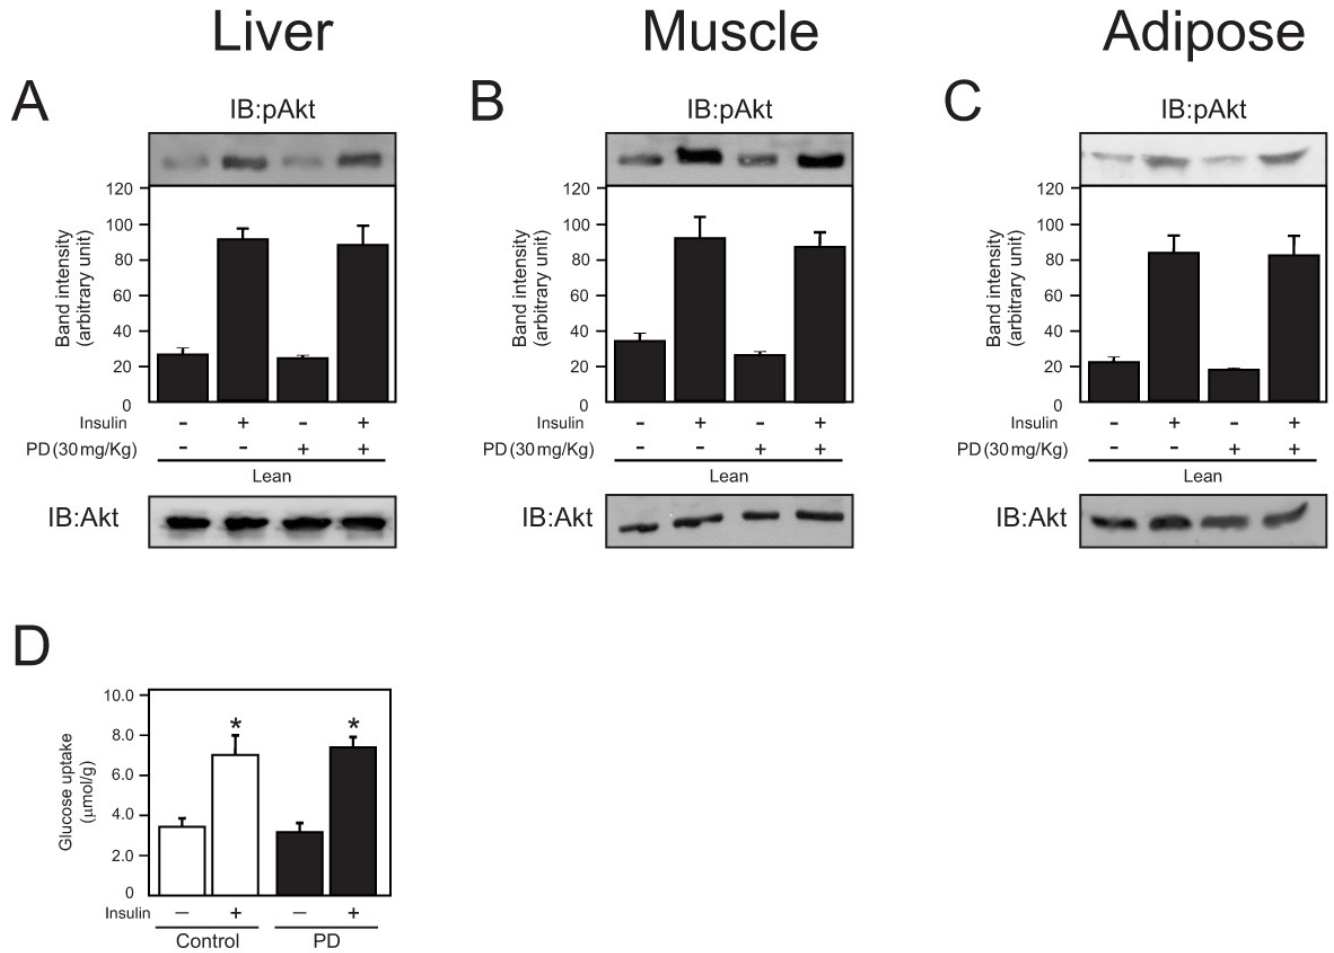 Liver
Muscle
Adipose
A
IB:pAkt
120
100
80
60
40
20
0
Band intensity
(arbitrary unit)
Insulin
- + - +
PD (30 mg/Kg)
- - + +
Lean
IB:Akt
B
IB:pAkt
120
100
80
60
40
20
0
Band intensity
(arbitrary unit)
Insulin
- + - +
PD (30 mg/Kg)
- - + +
Lean
IB:Akt
C
IB:pAkt
120
100
80
60
40
20
0
Band intensity
(arbitrary unit)
Insulin
- + - +
PD (30 mg/Kg)
- - + +
Lean
IB:Akt
D
10.0
8.0
6.0
4.0
2.0
0
Glucose uptake
(μmol/g)
* *
Insulin
– + – +
Control
PD